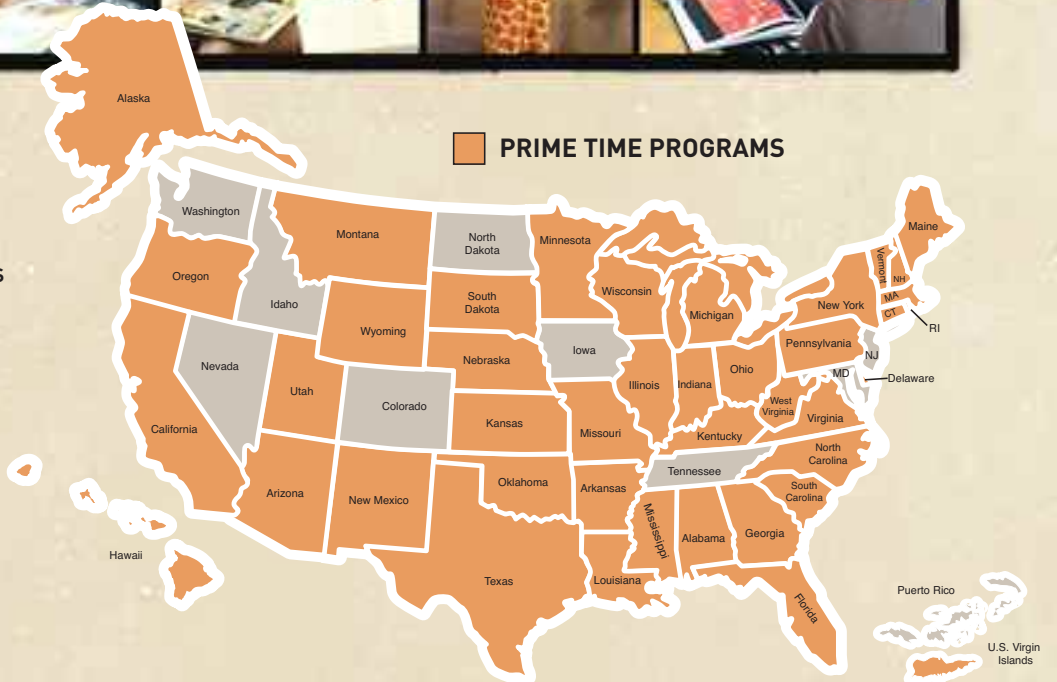 PRIME TIME PROGRAMS
S
Alaska
Washington
Montana
North
Dakota
Minnesota
Maine
Vermont
NH
Oregon
Idaho
South
Dakota
Wisconsin
Michigan
New York
MA
CT
RI
Wyoming
Nebraska
Iowa
Pennsylvania
NJ
Nevada
Utah
Colorado
Kansas
Illinois
Indiana
Ohio
MD
Delaware
West
Virginia
Virginia
California
Missouri
Kentucky
North
Carolina
Tennessee
Arizona
New Mexico
Oklahoma
Arkansas
South
Carolina
Mississippi
Alabama
Georgia
Hawaii
Texas
Louisiana
Florida
Puerto Rico
U.S. Virgin
Islands